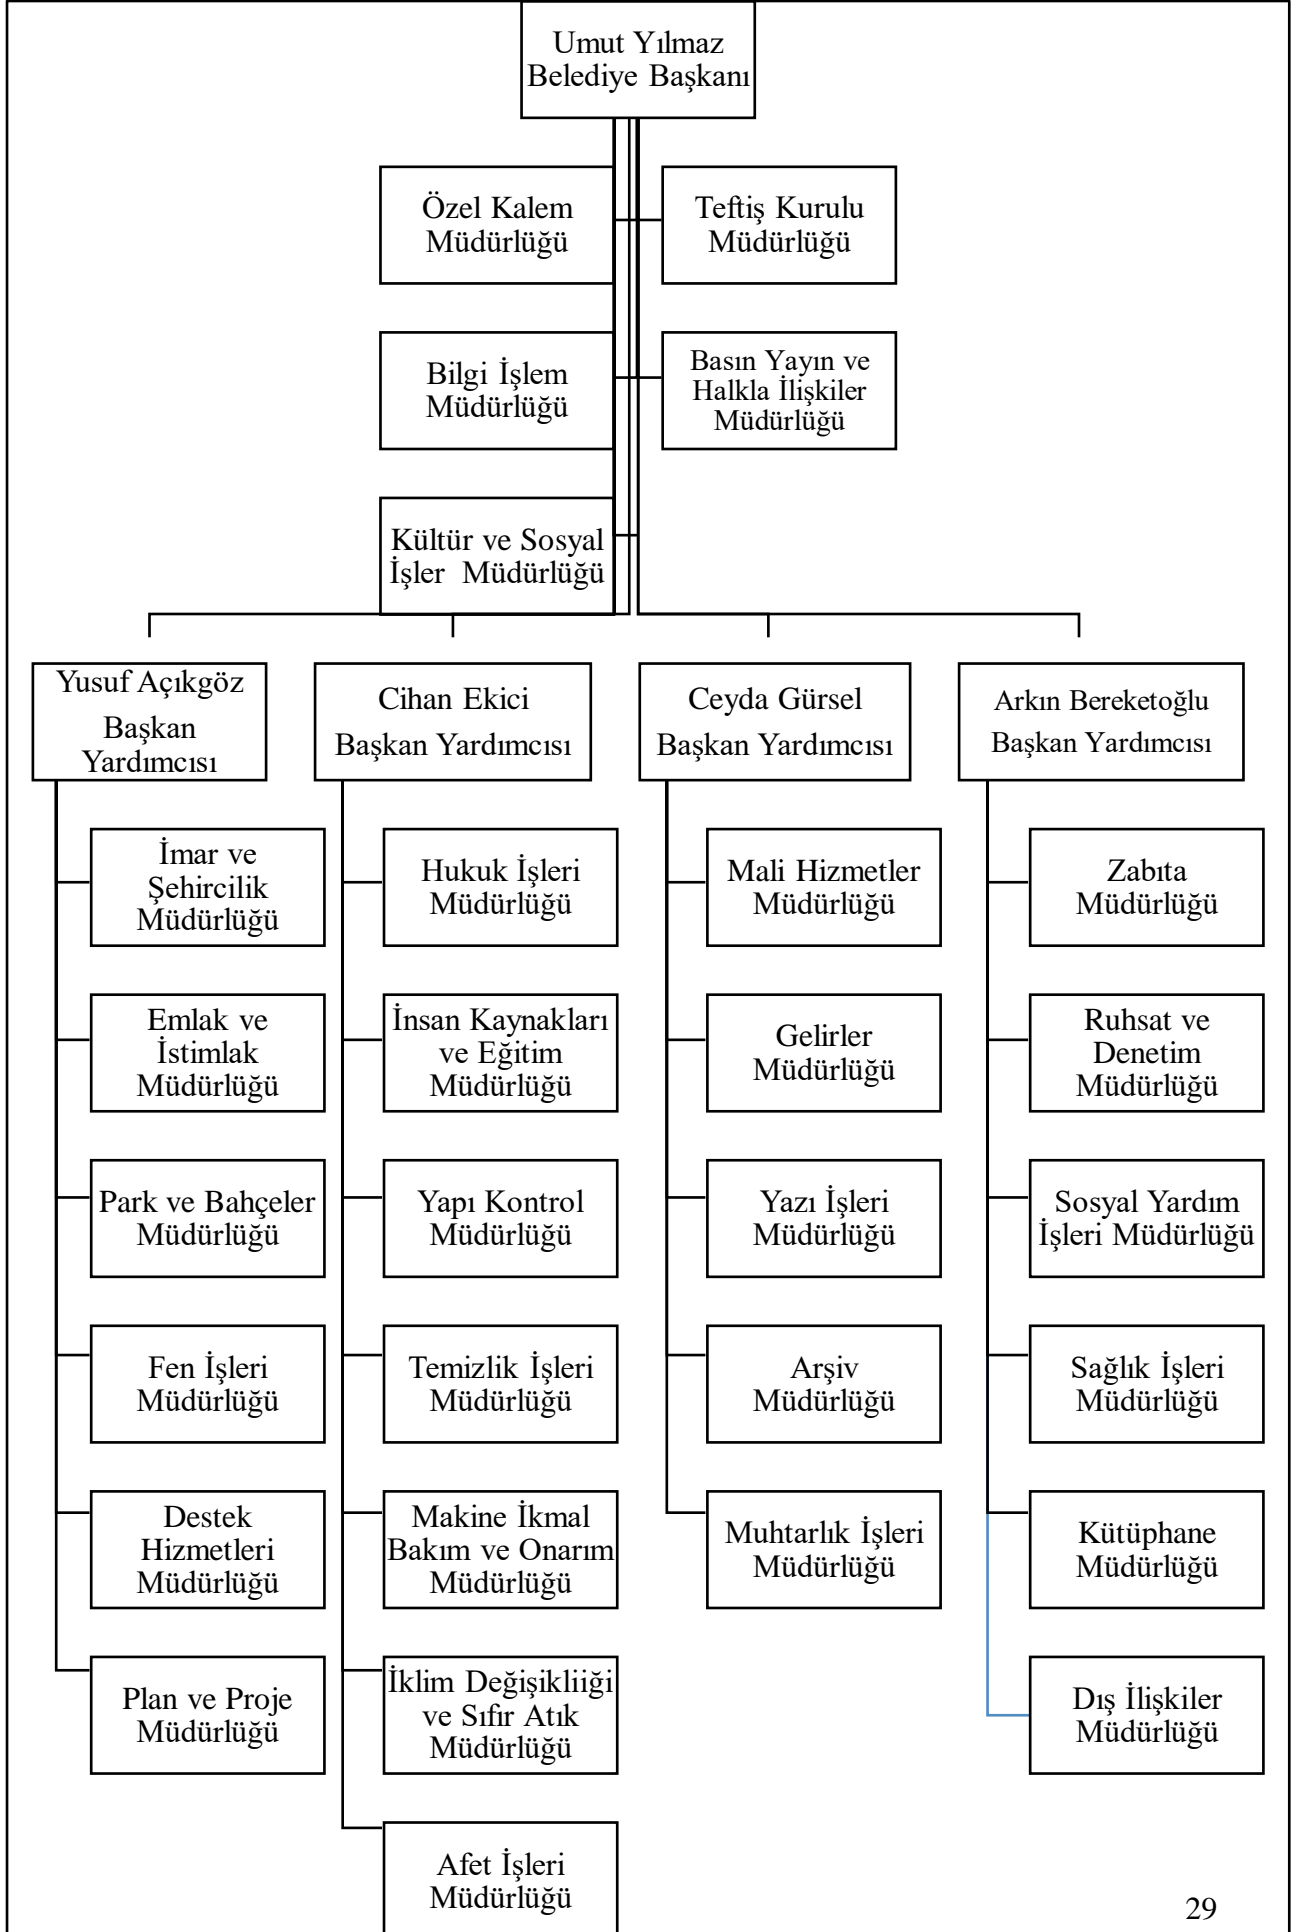 Umut Yılmaz
Belediye Başkanı
Özel Kalem
Müdürlüğü
Teftiş Kurulu
Müdürlüğü
Bilgi İşlem
Müdürlüğü
Basın Yayın ve
Halkla İlişkiler
Müdürlüğü
Kültür ve Sosyal
İşler  Müdürlüğü
Yusuf Açıkgöz
Başkan
Yardımcısı
Cihan Ekici
Başkan Yardımcısı
Ceyda Gürsel
Başkan Yardımcısı
Arkın Bereketoğlu
Başkan Yardımcısı
İmar ve
Şehircilik
Müdürlüğü
Emlak ve
İstimlak
Müdürlüğü
Park ve Bahçeler
Müdürlüğü
Fen İşleri
Müdürlüğü
Destek
Hizmetleri
Müdürlüğü
Plan ve Proje
Müdürlüğü
Hukuk İşleri
Müdürlüğü
İnsan Kaynakları
ve Eğitim
Müdürlüğü
Yapı Kontrol
Müdürlüğü
Temizlik İşleri
Müdürlüğü
Makine İkmal
Bakım ve Onarım
Müdürlüğü
İklim Değişikliiği
ve Sıfır Atık
Müdürlüğü
Afet İşleri
Müdürlüğü
Mali Hizmetler
Müdürlüğü
Gelirler
Müdürlüğü
Yazı İşleri
Müdürlüğü
Arşiv
Müdürlüğü
Muhtarlık İşleri
Müdürlüğü
Zabıta
Müdürlüğü
Ruhsat ve
Denetim
Müdürlüğü
Sosyal Yardım
İşleri Müdürlüğü
Sağlık İşleri
Müdürlüğü
Kütüphane
Müdürlüğü
Dış İlişkiler
Müdürlüğü
29